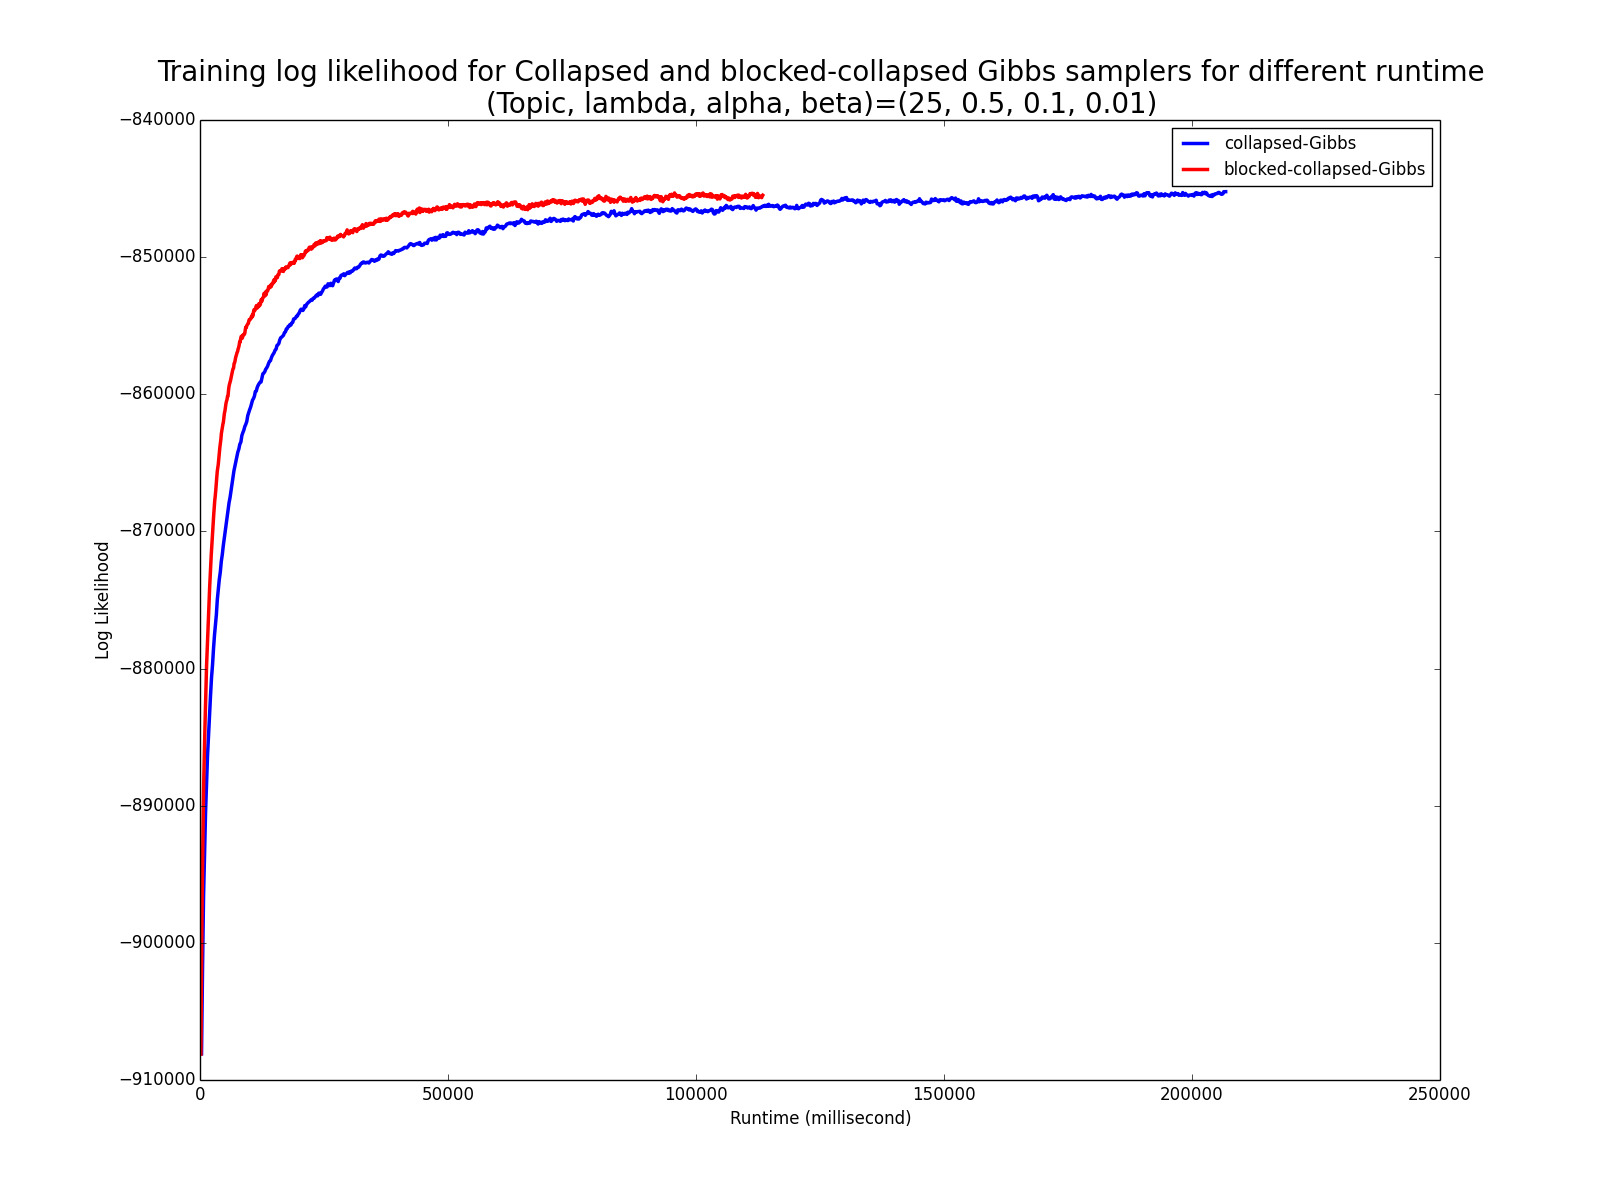 Training log likelihood for Collapsed and blocked-collapsed Gibbs samplers for different runtime
(Topic, lambda, alpha, beta)=(25, 0.5, 0.1, 0.01)
collapsed-Gibbs
blocked-collapsed-Gibbs
−840000
−850000
−860000
−870000
−880000
−890000
−900000
−910000
Log Likelihood
0 50000 100000 150000 200000 250000
Runtime (millisecond)